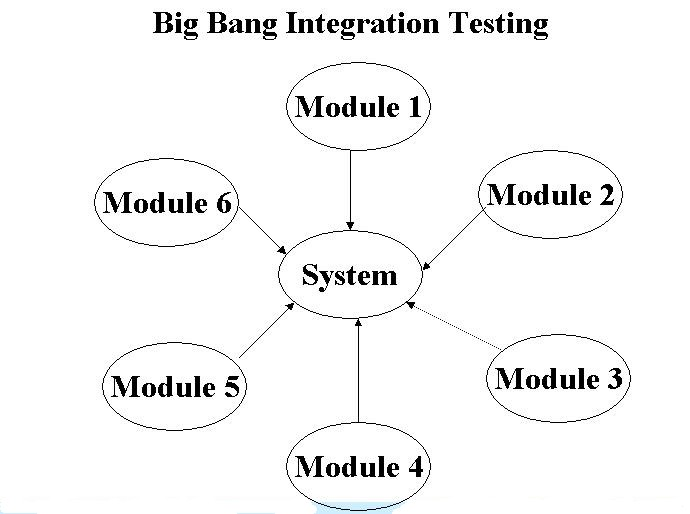 Big Bang Integration Testing
Module 1
Module 6
Module 2
System
Module 5
Module 3
Module 4